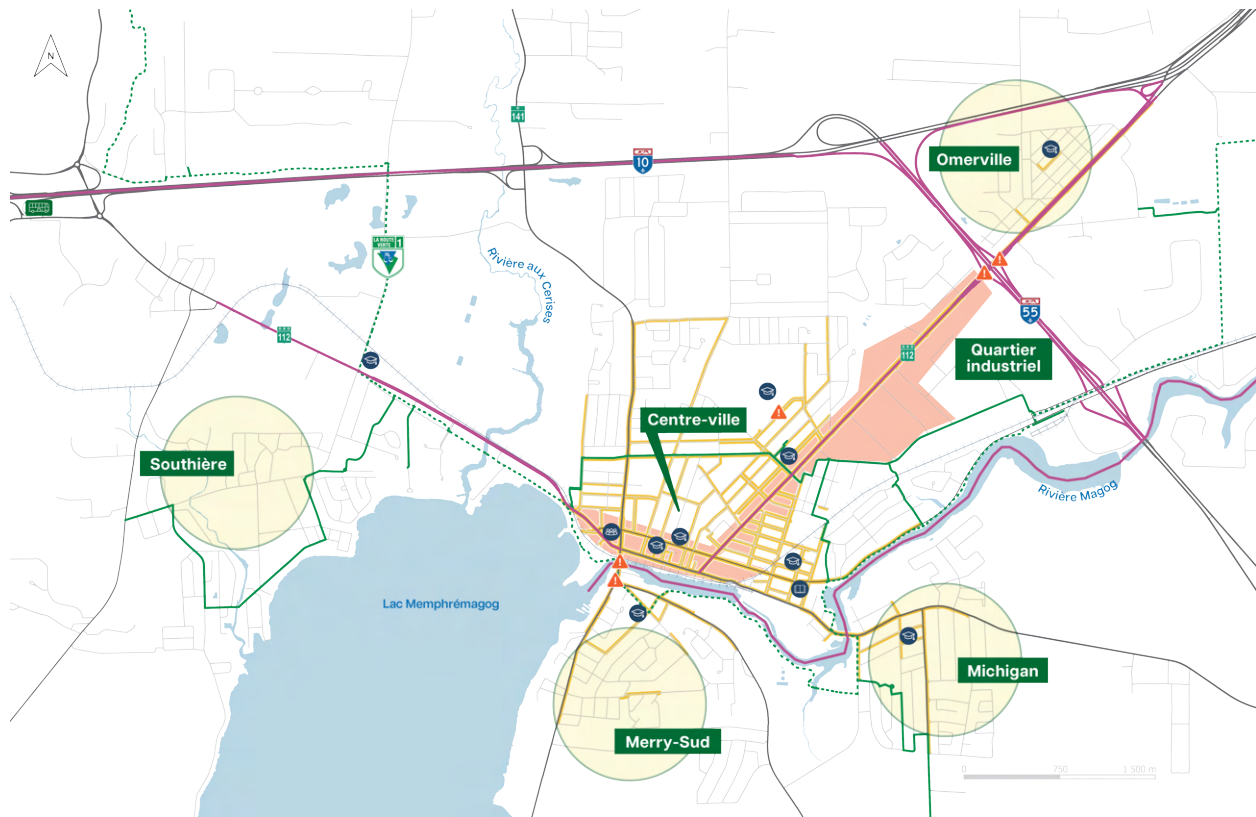 N
141
10
Omerville
LA ROUTE
VERTE 1
Rivière aux
Cerises
112
55
112
Quartier
industriel
Centre-ville
Southière
Rivière Magog
Lac Memphrémagog
Michigan
Merry-Sud
0 750 1 500 m